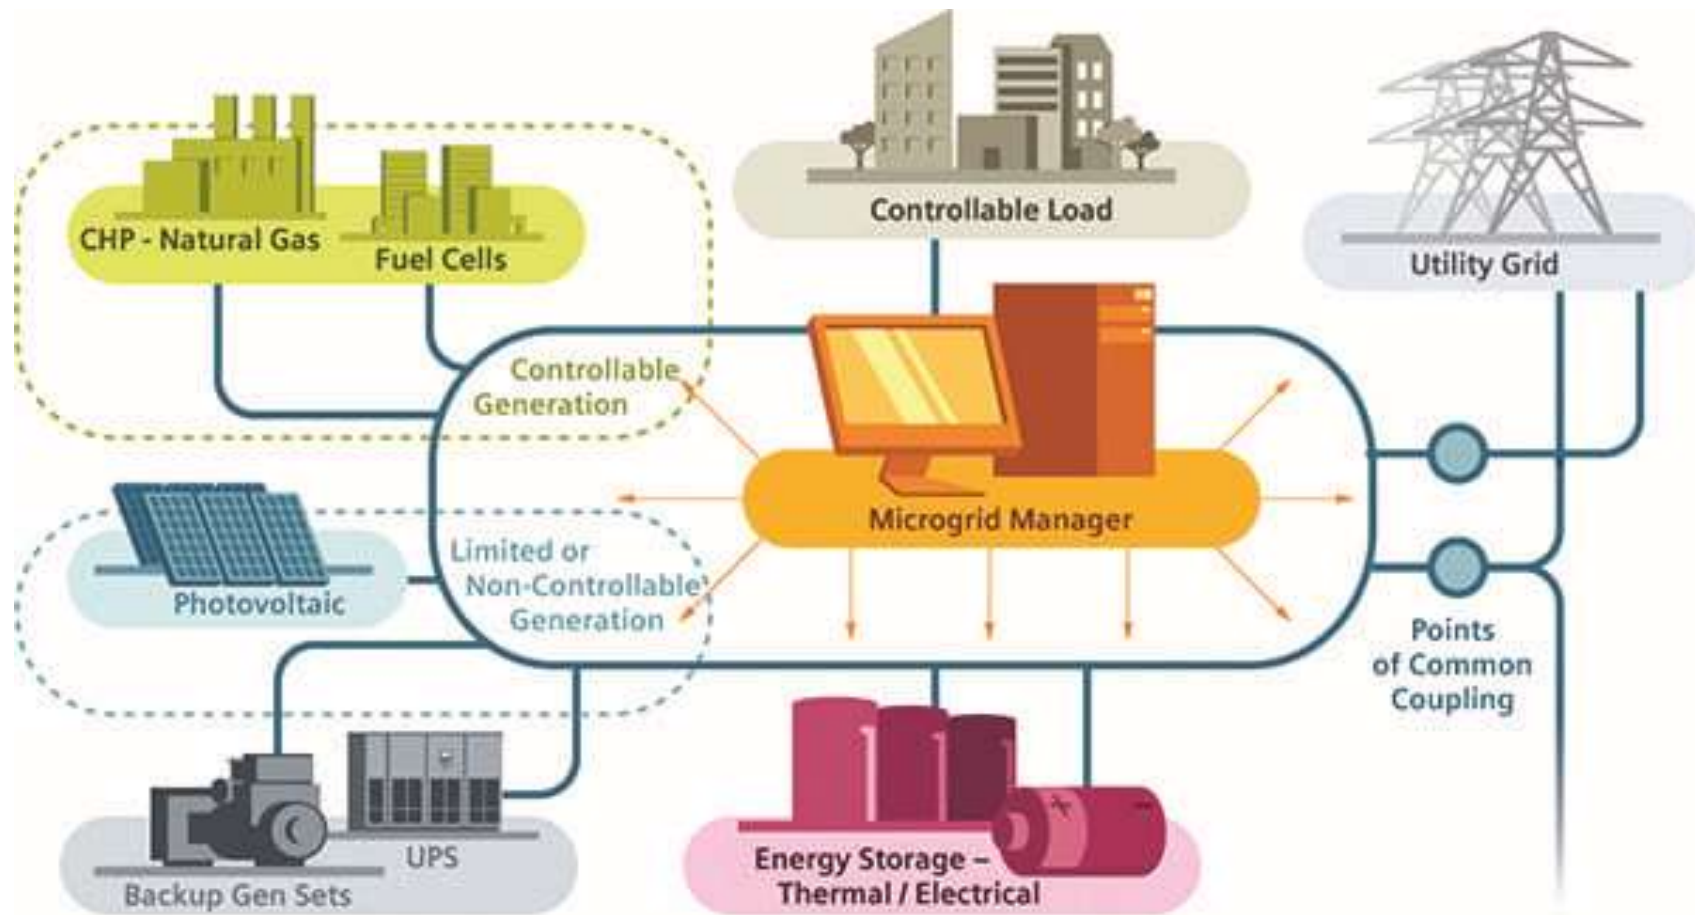 Controllable Load
CHP - Natural Gas
Fuel Cells
Utility Grid
Controllable
Generation
Microgrid Manager
Limited or
Non-Controllable
Generation
Photovoltaic
Points
of Common
Coupling
UPS
Backup Gen Sets
Energy Storage –
Thermal / Electrical